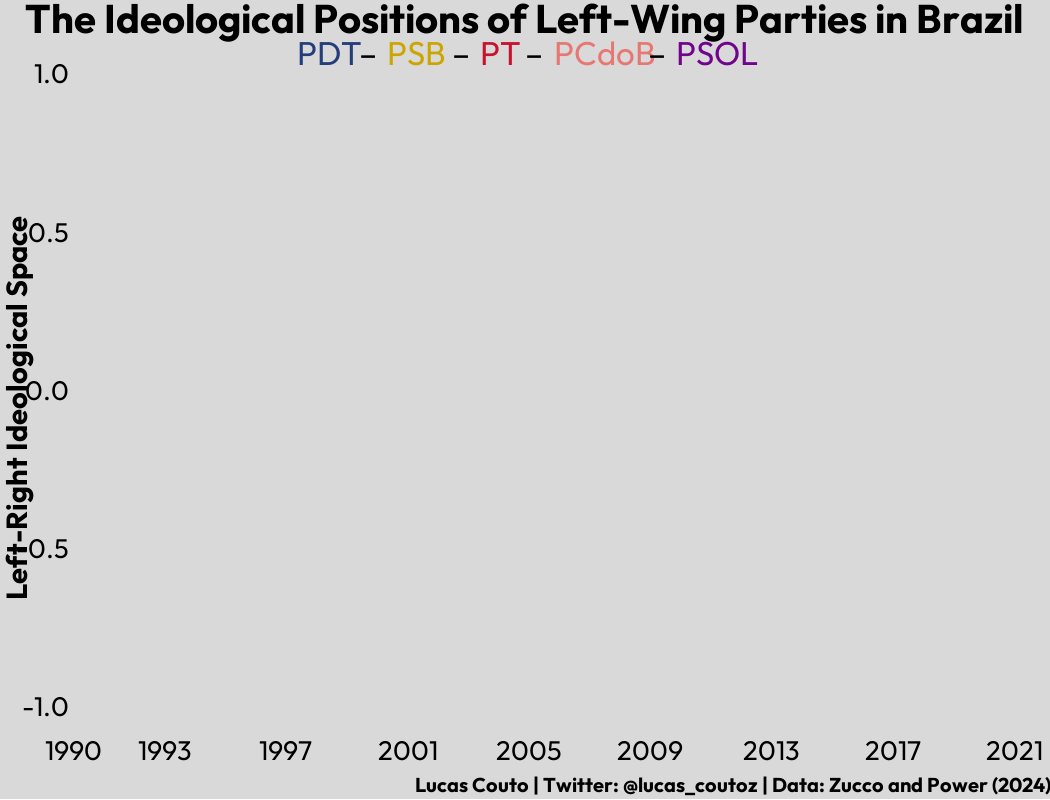 The Ideological Positions of Left-Wing Parties in Brazil
PDT – PSB – PT – PCdoB – PSOL
Left-Right Ideological Space
1.0
0.5
0.0
-0.5
-1.0
1990 1993 1997 2001 2005 2009 2013 2017 2021
Lucas Couto | Twitter: @lucas_coutoz | Data: Zucco and Power (2024)